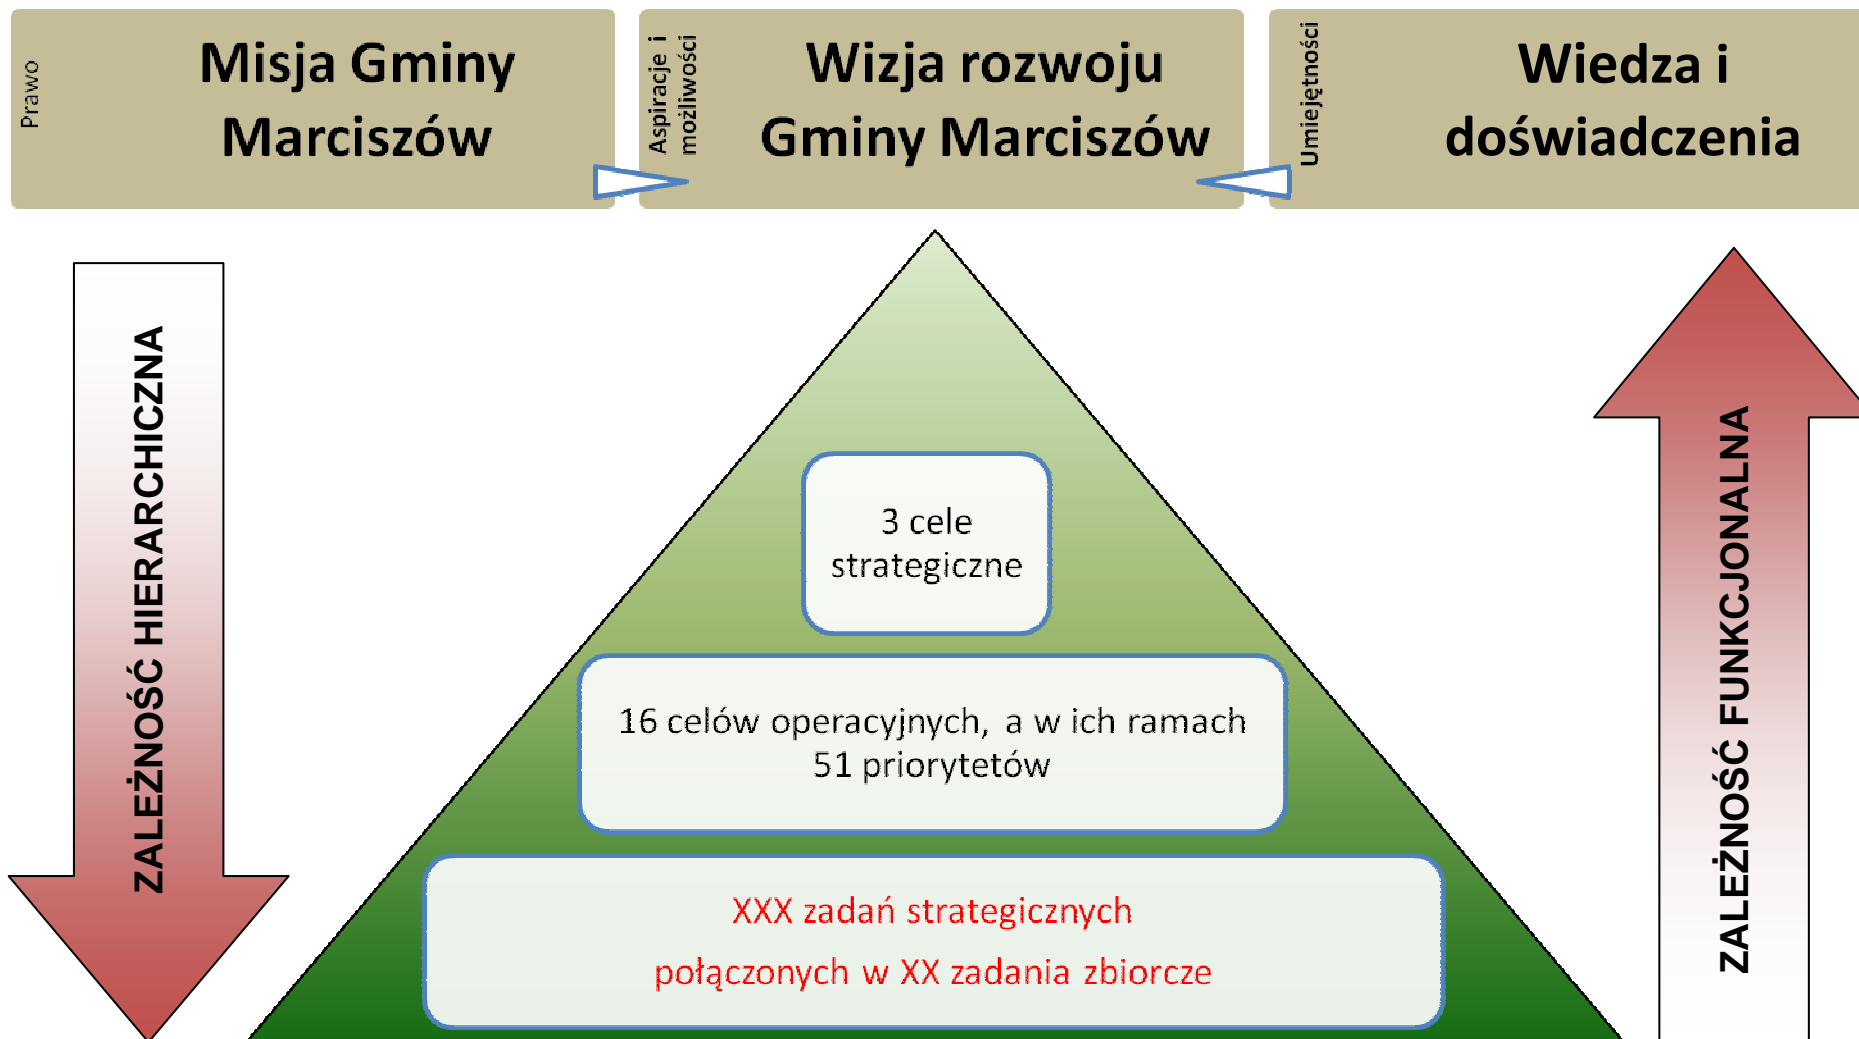 Prawo
Misja Gminy
Marciszów
Aspiracje i
możliwości
Wizja rozwoju
Gminy Marciszów
Umiejętności
Wiedza i
doświadczenia
ZALEŻNOŚĆ HIERARCHICZNA
3 cele
strategiczne
16 celów operacyjnych, a w ich ramach
51 priorytetów
XXX zadań strategicznych
połączonych w XX zadania zbiorcze
ZALEŻNOŚĆ FUNKCJONALNA